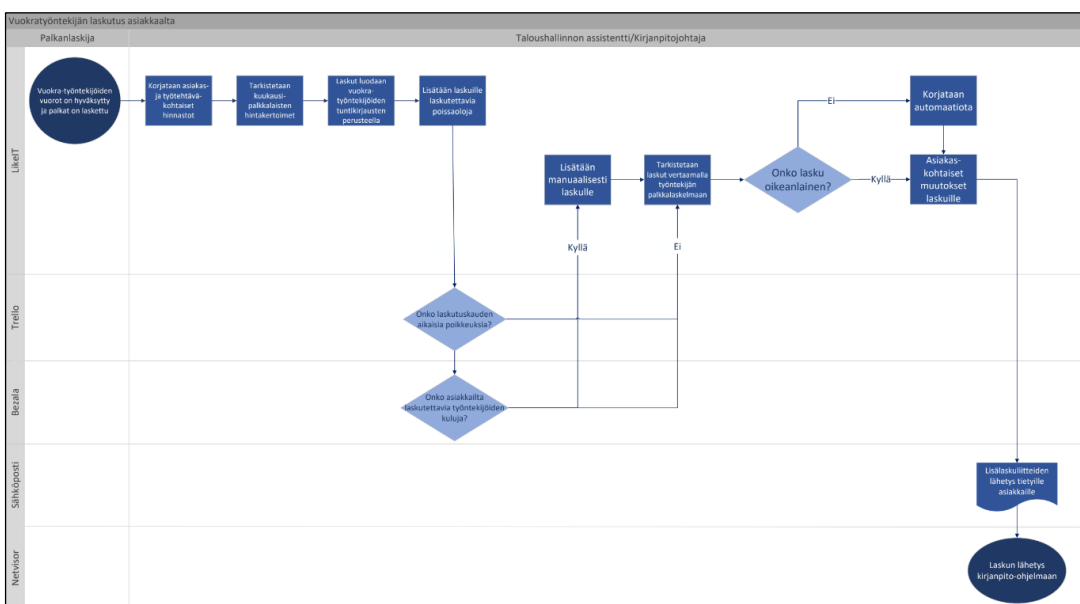 Vuokratyöntekijän laskutus asiakkaalta
Palkanlaskija
Taloushallinnon assistentti/Kirjanpitojohtaja
LikeIT
Vuokra-työntekijöiden
vuorot on hyväksytty
ja palkat on laskettu
Korjataan asiakas-
ja työtehtävä-
kohtaiset
hinnastot
Tarkistetaan
kuukausi-
palkkalaisten
hintakertoimet
Laskut luodaan
vuokra-
työntekijöiden
tuntikirjausten
perusteella
Lisätään laskuille
laskutettavia
poissaoloja
Lisätään
manuaalisesti
laskulle
Tarkistetaan
laskut vertaamalla
työntekijän
palkkalaskelmaan
Onko lasku
oikeanlainen?
Ei
Kyllä
Korjataan
automaatiota
Asiakas-
kohtaiset
muutokset
laskuille
Kyllä
Ei
Trello
Onko laskutuskauden
aikaisia poikkeuksia?
Bezala
Onko asiakkailta
laskutettavia työntekijöiden
kuluja?
Sähköposti
Lisälaskuliitteiden
lähetys tietyille
asiakkaille
Netvisor
Laskun lähetys
kirjanpito-ohjelmaan